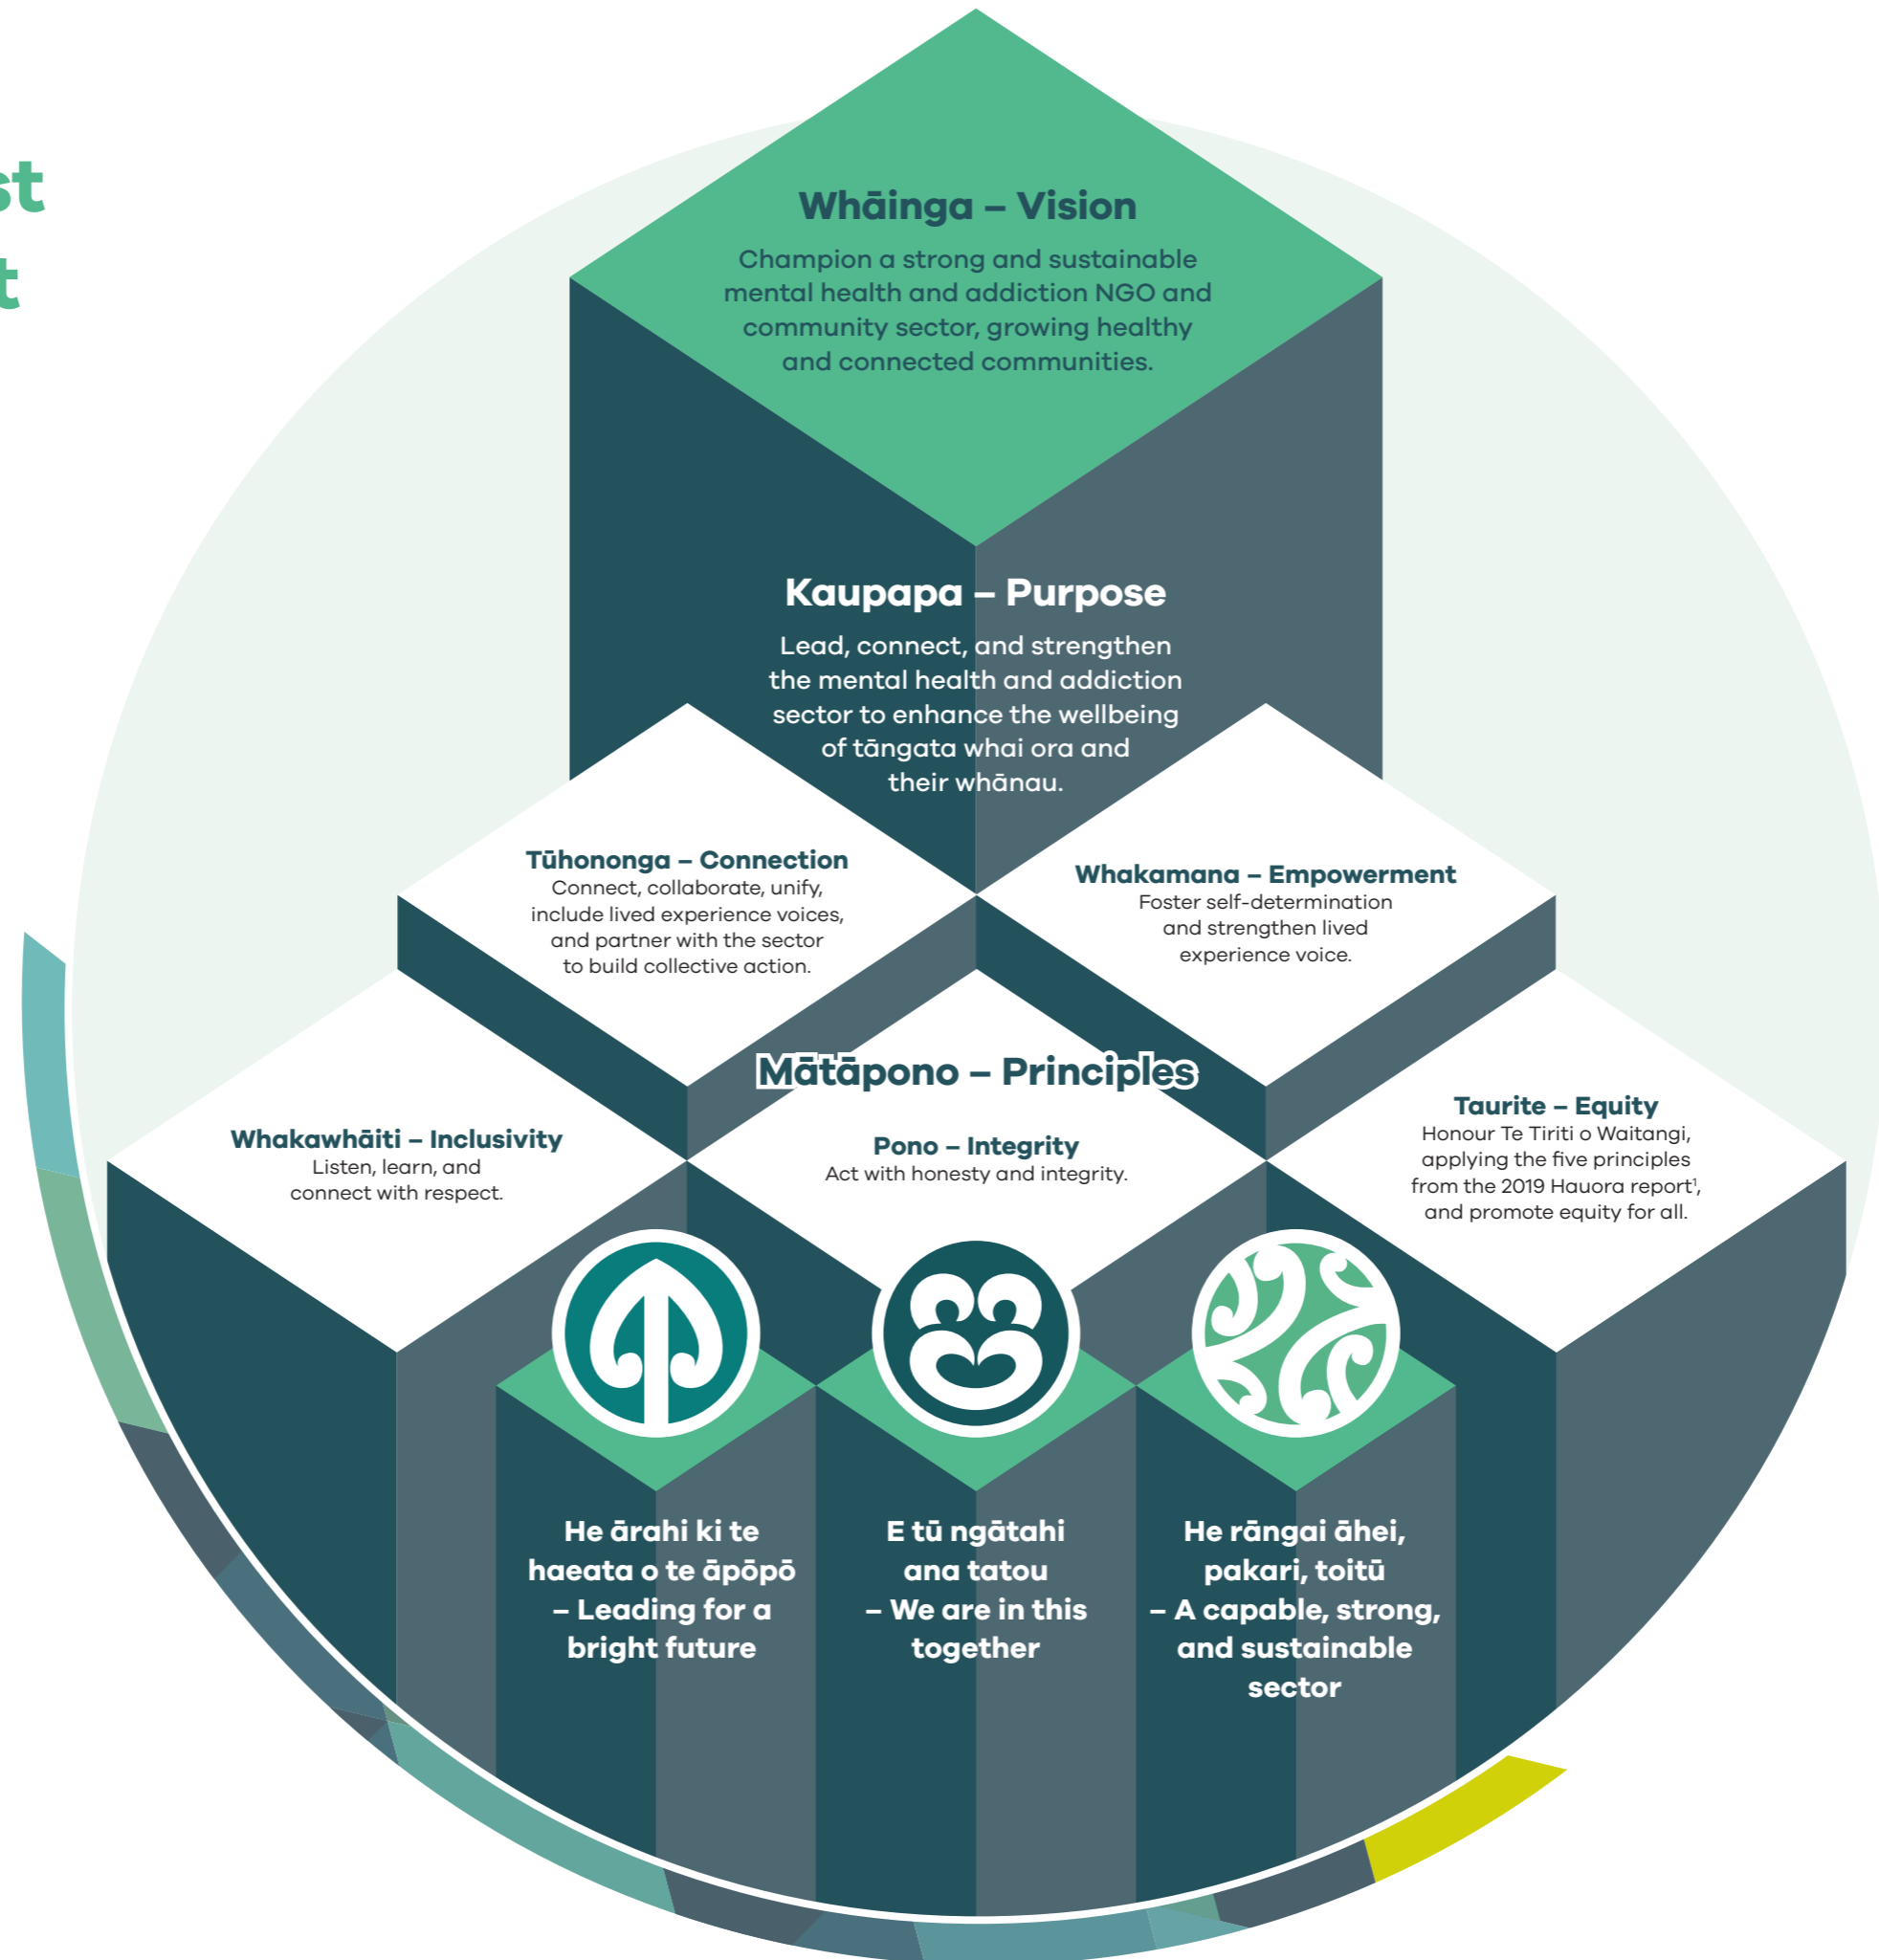 st
t
Whāinga – Vision
Champion a strong and sustainable
mental health and addiction NGO and
community sector, growing healthy
and connected communities.
Kaupapa – Purpose
Lead, connect, and strengthen
the mental health and addiction
sector to enhance the wellbeing
of tāngata whai ora and
their whānau.
Tūhononga – Connection
Connect, collaborate, unify,
include lived experience voices,
and partner with the sector
to build collective action.
Whakamana – Empowerment
Foster self-determination
and strengthen lived
experience voice.
Mātāpono – Principles
Whakawhāiti – Inclusivity
Listen, learn, and
connect with respect.
Pono – Integrity
Act with honesty and integrity.
Taurite – Equity
Honour Te Tiriti o Waitangi,
applying the five principles
from the 2019 Hauora report¹,
and promote equity for all.
He ārahi ki te
haeata o te āpōpō
– Leading for a
bright future
E tū ngātahi
ana tatou
– We are in this
together
He rāngai āhei,
pakari, toitū
– A capable, strong,
and sustainable
sector